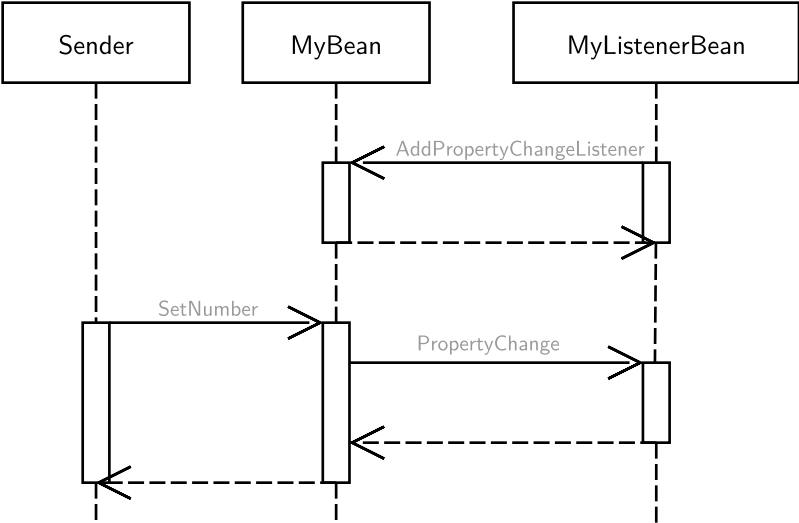 Sender
MyBean
MyListenerBean
AddPropertyChangeListener
SetNumber
PropertyChange